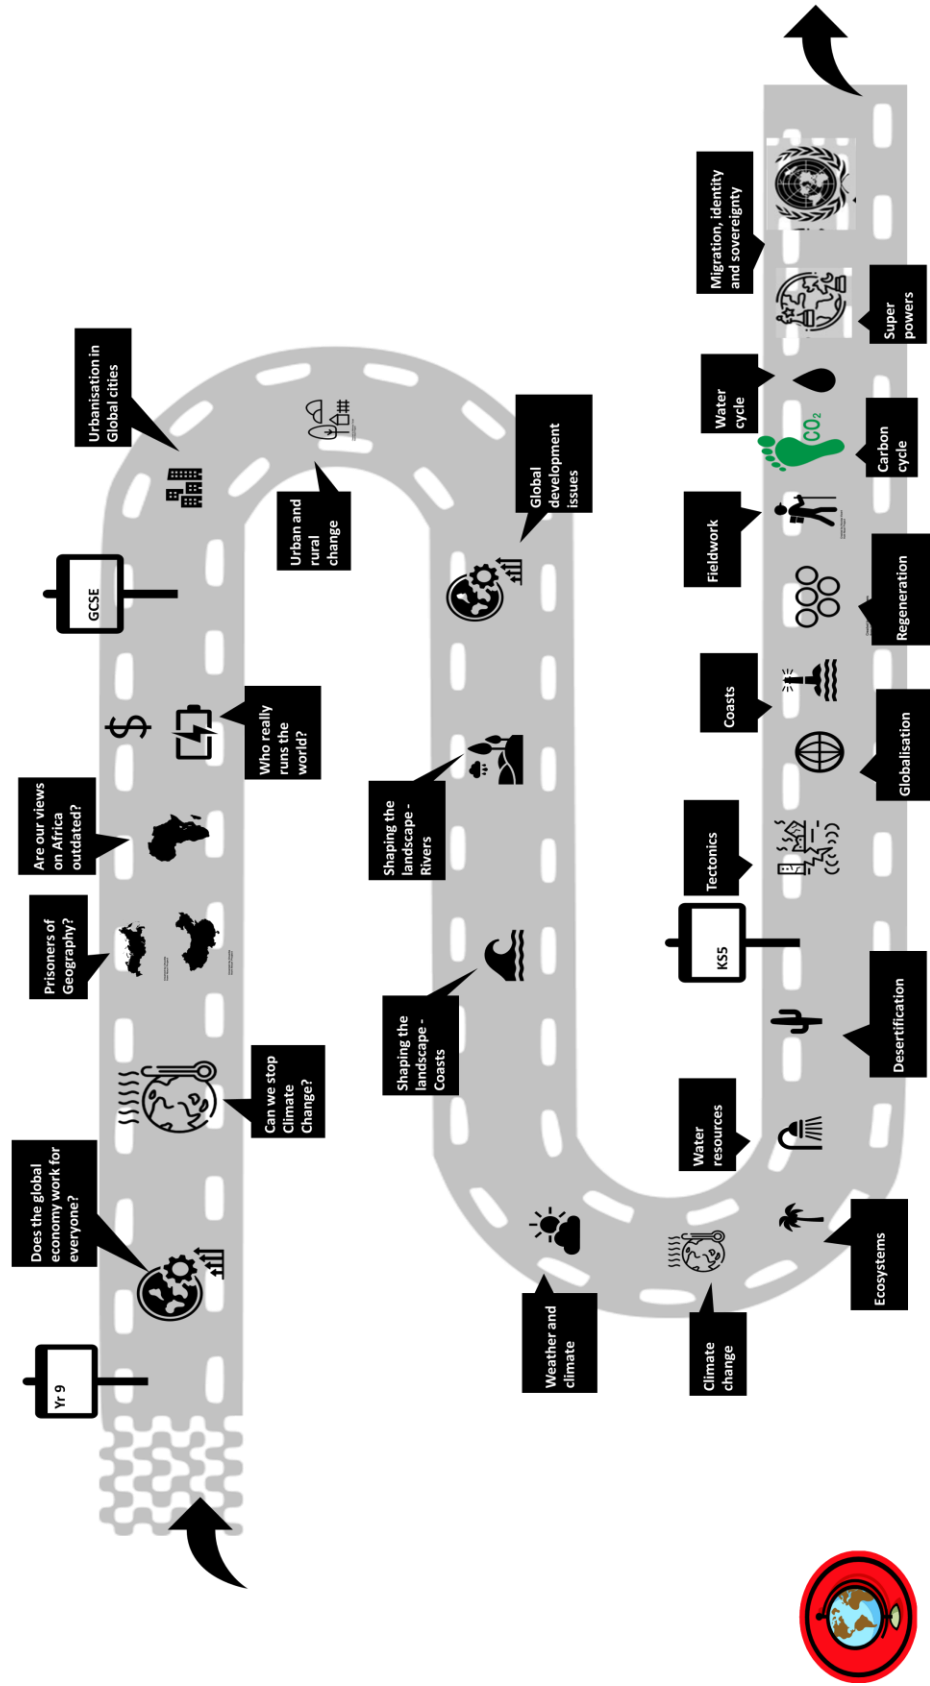 Yr 9
Does the global
economy work for
everyone?
Can we stop
Climate
Change?
Prisoners of
Geography?
Are our views
on Africa
outdated?
Who really
runs the
world?
GCSE
Urbanisation in
Global cities
Urban and
rural
change
Global
development
issues
Shaping the
landscape -
Rivers
Shaping the
landscape -
Coasts
Weather and
climate
Climate
change
Ecosystems
Water
resources
Desertification
KS5
Tectonics
Globalisation
Coasts
Regeneration
Fieldwork
Carbon
cycle
CO₂
Water
cycle
Super
powers
Migration, identity
and sovereignty